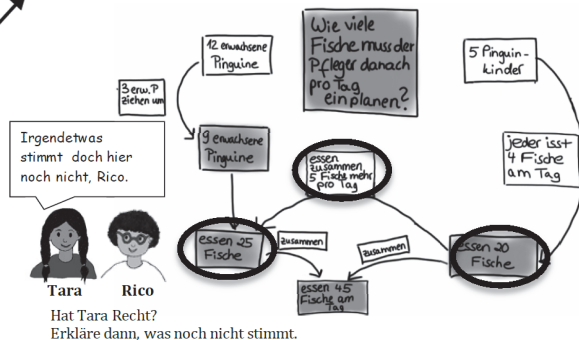 Wie viele
Fische muss der
Pfleger danach
pro Tag
einplanen?
12 erwachsene
Pinguine
5 Pinguin-
kinder
3 erw. P
ziehen um
9 erwachsene
Pinguine
Irgendetwas
stimmt doch hier
noch nicht, Rico.
essen
zusammen
5 Fische mehr
pro Tag
jeder isst
4 Fische
am Tag
essen 25
Fische
zusammen
zusammen
essen 20
Fische
essen 45
Fische am
Tag
Tara
Rico
Hat Tara Recht?
Erkläre dann, was noch nicht stimmt.